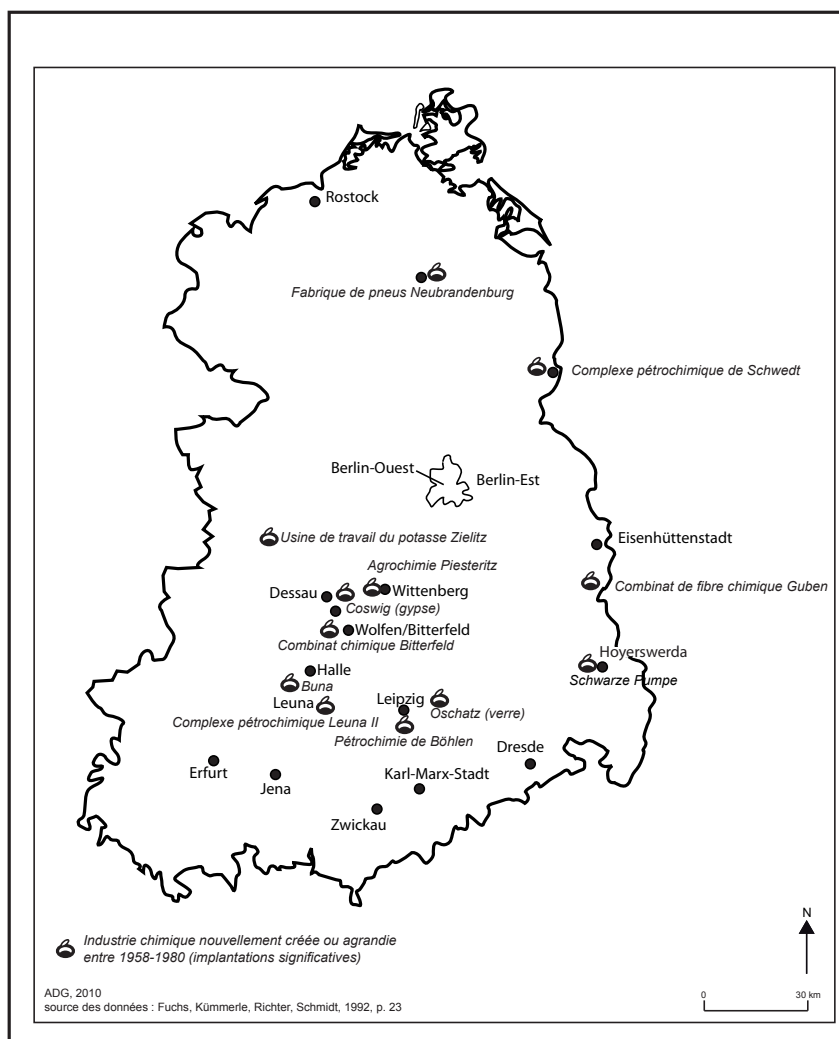 Rostock
Fabrique de pneus Neubrandenburg
Complexe pétrochimique de Schwedt
Berlin-Ouest
Berlin-Est
Usine de travail du potasse Zielitz
Eisenhüttenstadt
Agrochimie Piesteritz
Combinat de fibre chimique Guben
Dessau
Wittenberg
Coswig (gypse)
Wolfen/Bitterfeld
Combinat chimique Bitterfeld
Hoyerswerda
Schwarze Pumpe
Halle
Buna
Leuna
Leipzig
Oschatz (verre)
Complexe pétrochimique Leuna II
Pétrochimie de Böhlen
Dresde
Erfurt
Jena
Karl-Marx-Stadt
Zwickau
N
Industrie chimique nouvellement créée ou agrandie
entre 1958-1980 (implantations significatives)
ADG, 2010
source des données : Fuchs, Kümmerle, Richter, Schmidt, 1992, p. 23
0 30 km